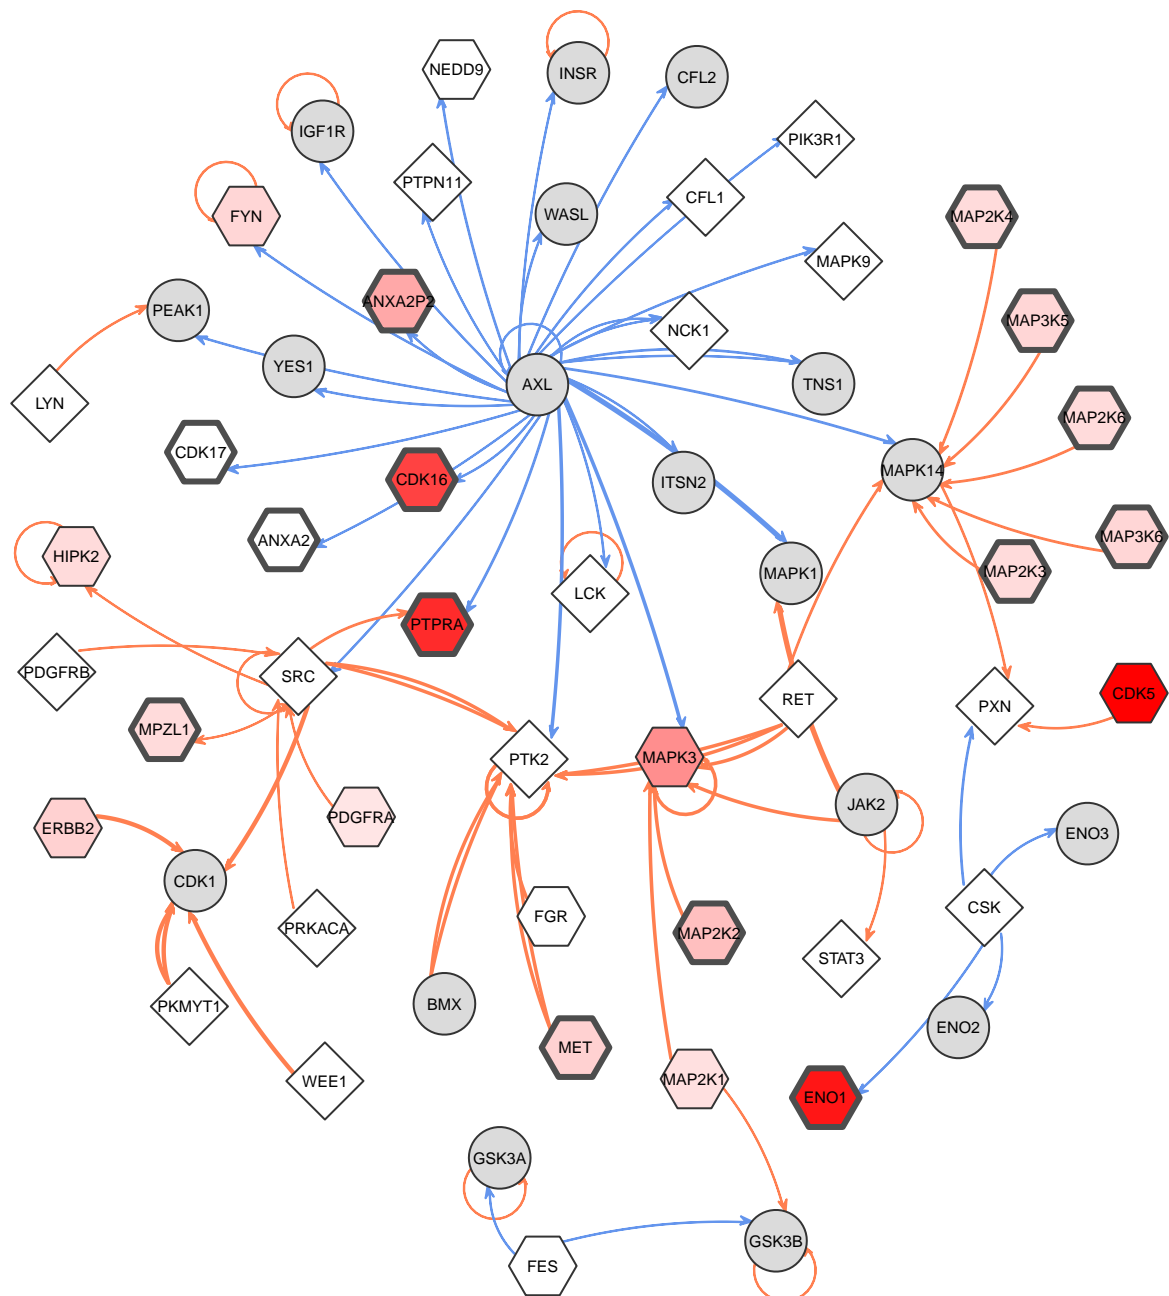 NEDD9
INSR
CFL2
IGF1R
PIK3R1
PTPN11
CFL1
FYN
WASL
MAP2K4
MAPK9
ANXA2P2
PEAK1
MAP3K5
NCK1
YES1
AXL
TNS1
LYN
MAP2K6
CDK17
MAPK14
CDK16
ITSN2
MAP3K6
ANXA2
HIPK2
MAP2K3
MAPK1
LCK
PTPRA
PDGFRB
SRC
CDK5
RET
PXN
MPZL1
PTK2
MAPK3
JAK2
PDGFRA
ERBB2
ENO3
CDK1
CSK
FGR
PRKACA
MAP2K2
STAT3
BMX
PKMYT1
ENO2
MET
WEE1
MAP2K1
ENO1
GSK3A
GSK3B
FES